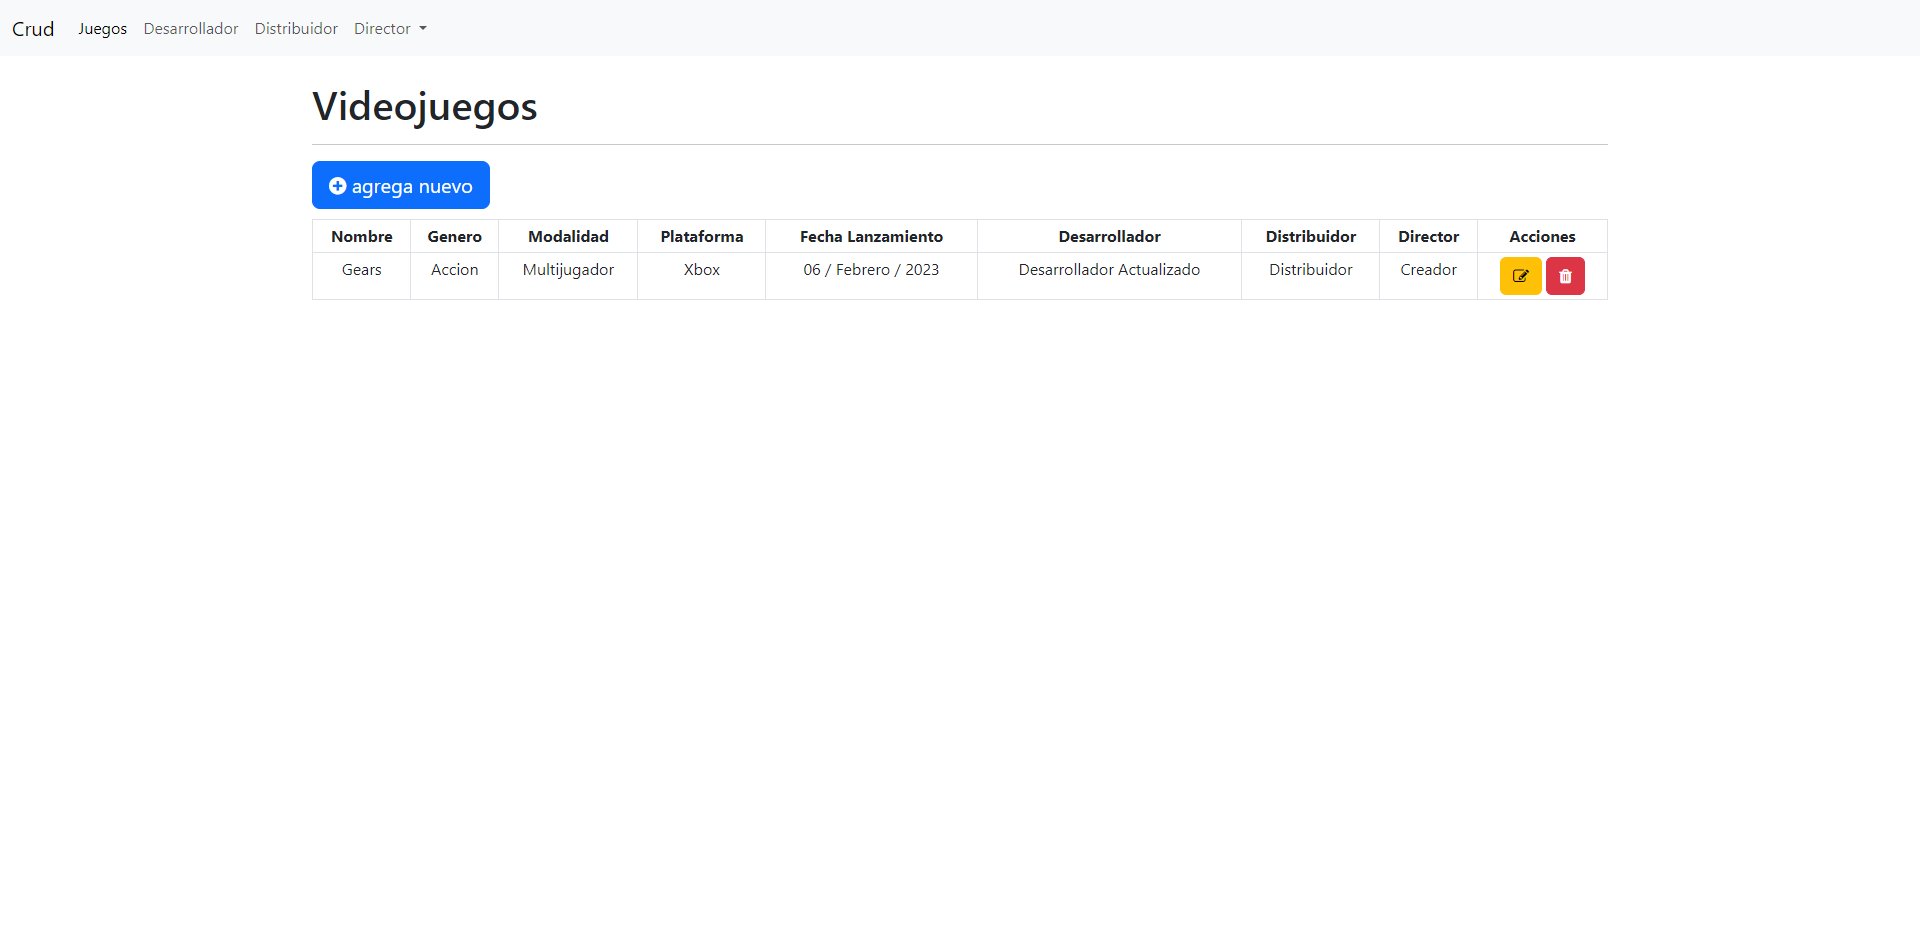 Crud Juegos Desarrollador Distribuidor Director
Videojuegos
agrega nuevo
Nombre Genero Modalidad Plataforma Fecha Lanzamiento Desarrollador Distribuidor Director Acciones
Gears Accion Multijugador Xbox 06 / Febrero / 2023 Desarrollador Actualizado Distribuidor Creador